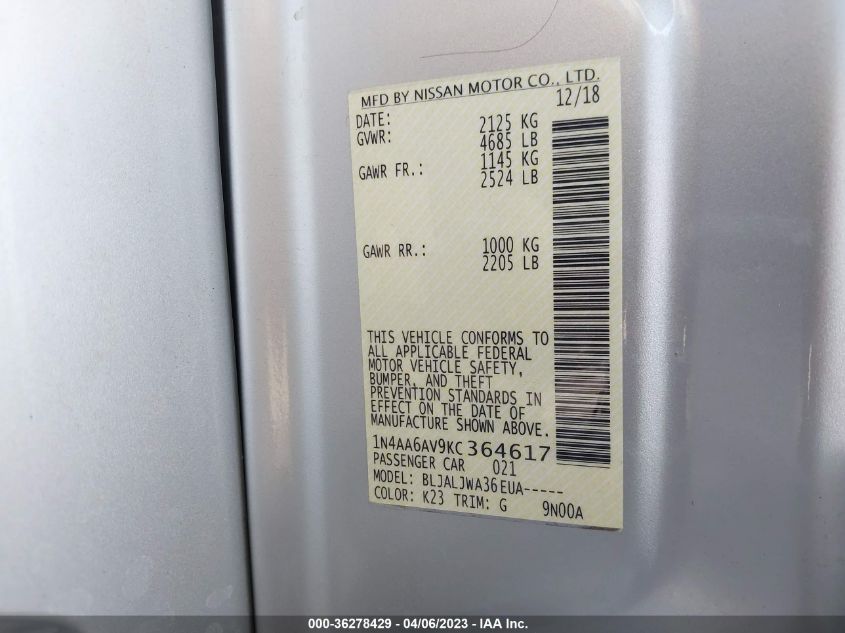 MFD BY NISSAN MOTOR CO., LTD.
DATE: 12/18
GVWR: 2125 KG
4685 LB
GAWR FR.: 1145 KG
2524 LB
GAWR RR.: 1000 KG
2205 LB
THIS VEHICLE CONFORMS TO
ALL APPLICABLE FEDERAL
MOTOR VEHICLE SAFETY,
BUMPER, AND THEFT
PREVENTION STANDARDS IN
EFFECT ON THE DATE OF
MANUFACTURE SHOWN ABOVE.
1N4AA6AV9KC364617
PASSENGER CAR 021
MODEL: BLJALJWA36EUA-----
COLOR: K23 TRIM: G 9N00A
000-36278429 - 04/06/2023 - IAA Inc.